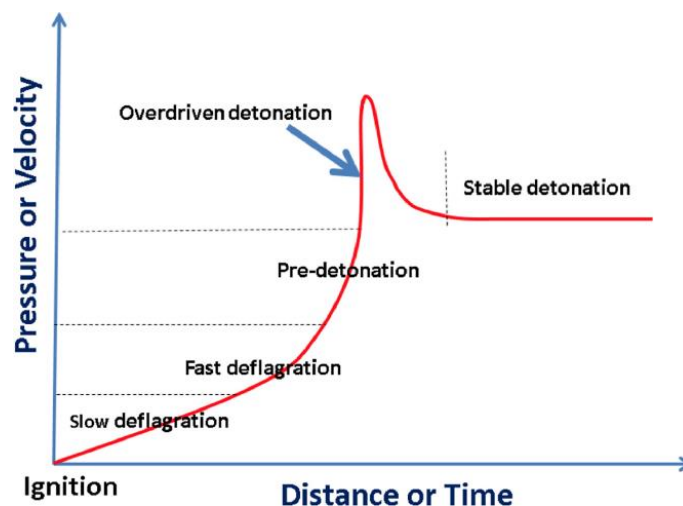 Overdriven detonation
Stable detonation
Pressure or Velocity
Pre-detonation
Fast deflagration
Slow deflagration
Ignition
Distance or Time